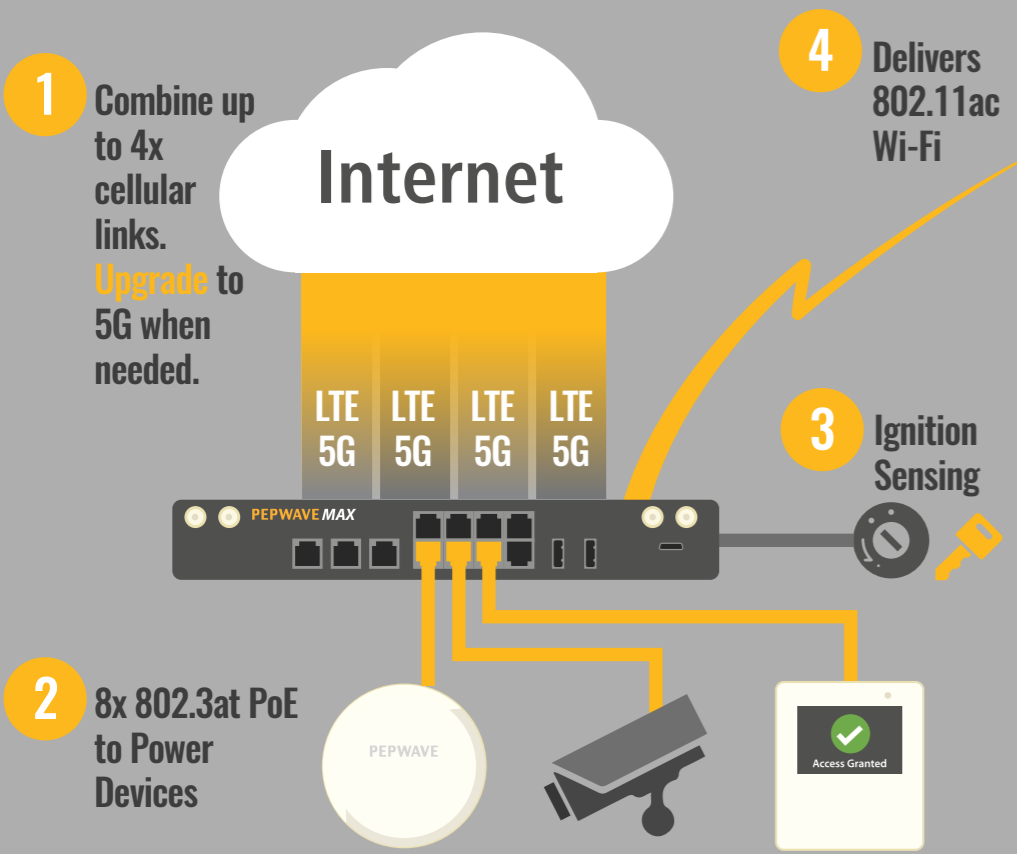 1
Combine up
to 4x
cellular
links.
Upgrade to
5G when
needed.
Internet
4
Delivers
802.11ac
Wi-Fi
LTE LTE LTE LTE
5G 5G 5G 5G
3
Ignition
Sensing
PEPWAVE MAX
2
8x 802.3at PoE
to Power
Devices
PEPWAVE
Access Granted